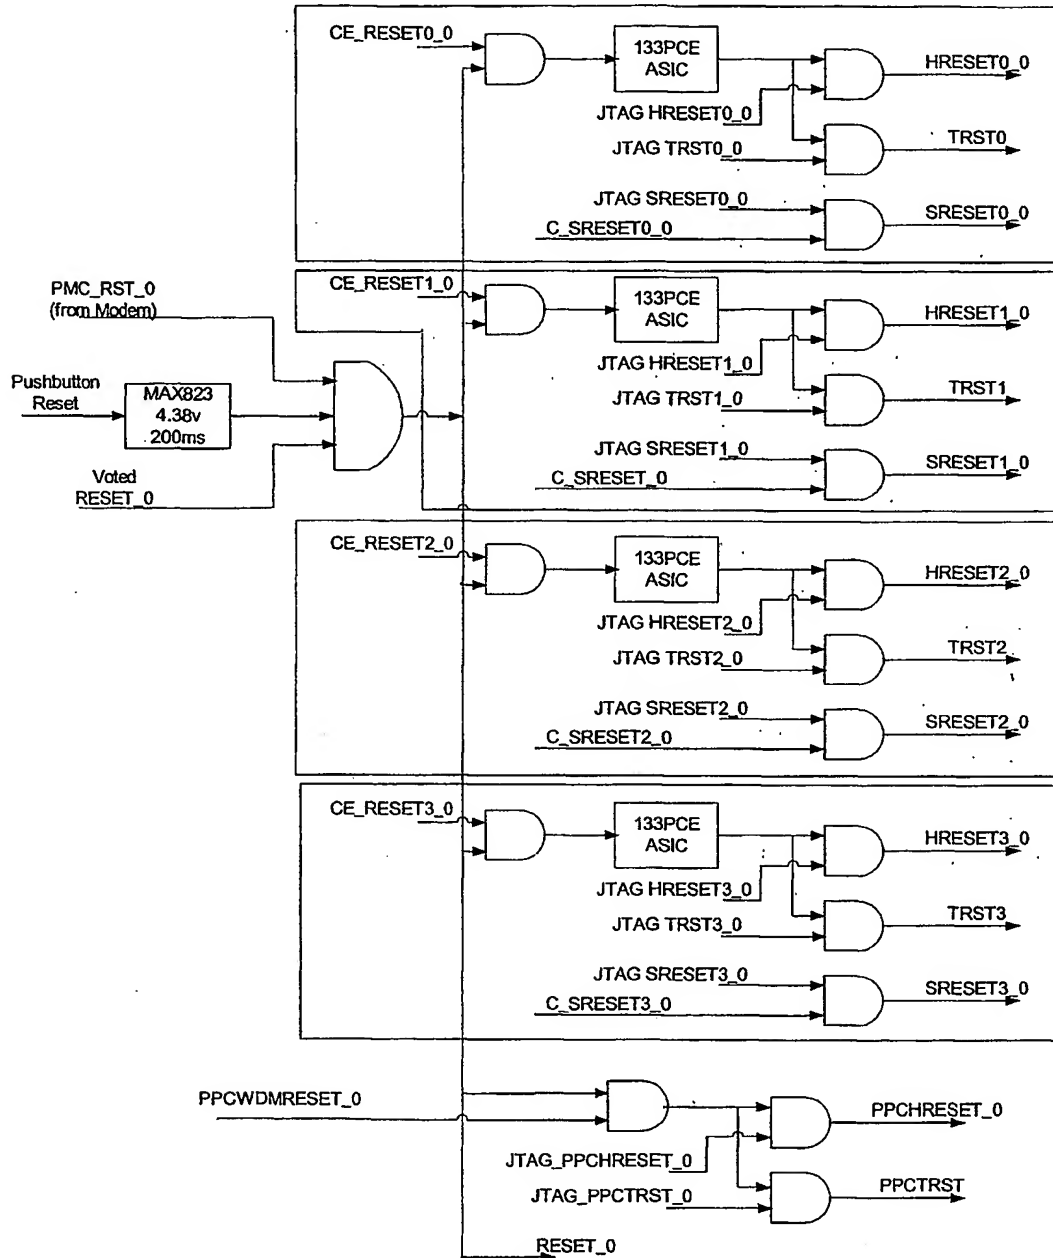 CE_RESET0_0
133PCE
ASIC
HRESET0_0
JTAG HRESET0_0
TRST0
JTAG TRST0_0
JTAG SRESET0_0
C_SRESET0_0
SRESET0_0
PMC_RST_0
(from Modem)
Pushbutton
Reset
MAX823
4.38v
200ms
Voted
RESET_0
CE_RESET1_0
133PCE
ASIC
HRESET1_0
JTAG HRESET1_0
TRST1
JTAG TRST1_0
JTAG SRESET1_0
C_SRESET_0
SRESET1_0
CE_RESET2_0
133PCE
ASIC
HRESET2_0
JTAG HRESET2_0
TRST2
JTAG TRST2_0
JTAG SRESET2_0
C_SRESET2_0
SRESET2_0
CE_RESET3_0
133PCE
ASIC
HRESET3_0
JTAG HRESET3_0
TRST3
JTAG TRST3_0
JTAG SRESET3_0
C_SRESET3_0
SRESET3_0
PPCWDMRESET_0
PPCHRESET_0
JTAG_PPCHRESET_0
JTAG_PPCTRST_0
PPCTRST
RESET_0